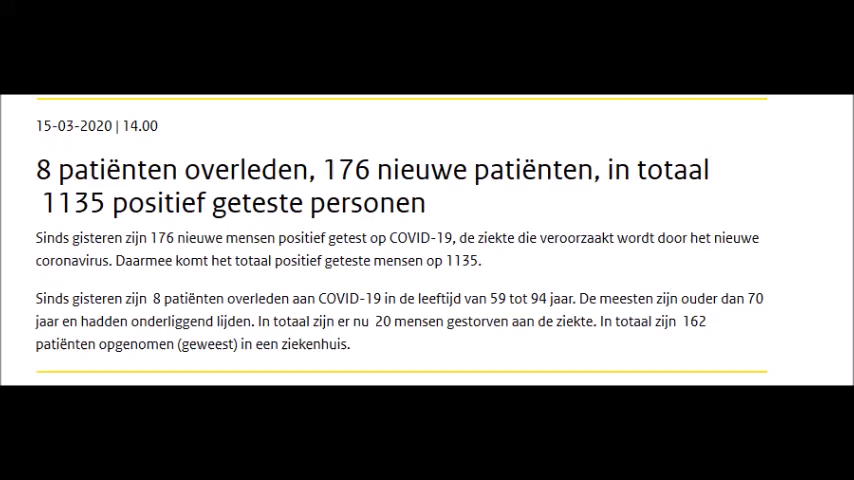 15-03-2020 | 14.00
8 patiënten overleden, 176 nieuwe patiënten, in totaal
1135 positief geteste personen
Sinds gisteren zijn 176 nieuwe mensen positief getest op COVID-19, de ziekte die veroorzaakt wordt door het nieuwe
coronavirus. Daarmee komt het totaal positief geteste mensen op 1135.
Sinds gisteren zijn 8 patiënten overleden aan COVID-19 in de leeftijd van 59 tot 94 jaar. De meesten zijn ouder dan 70
jaar en hadden onderliggend lijden. In totaal zijn er nu 20 mensen gestorven aan de ziekte. In totaal zijn 162
patiënten opgenomen (geweest) in een ziekenhuis.